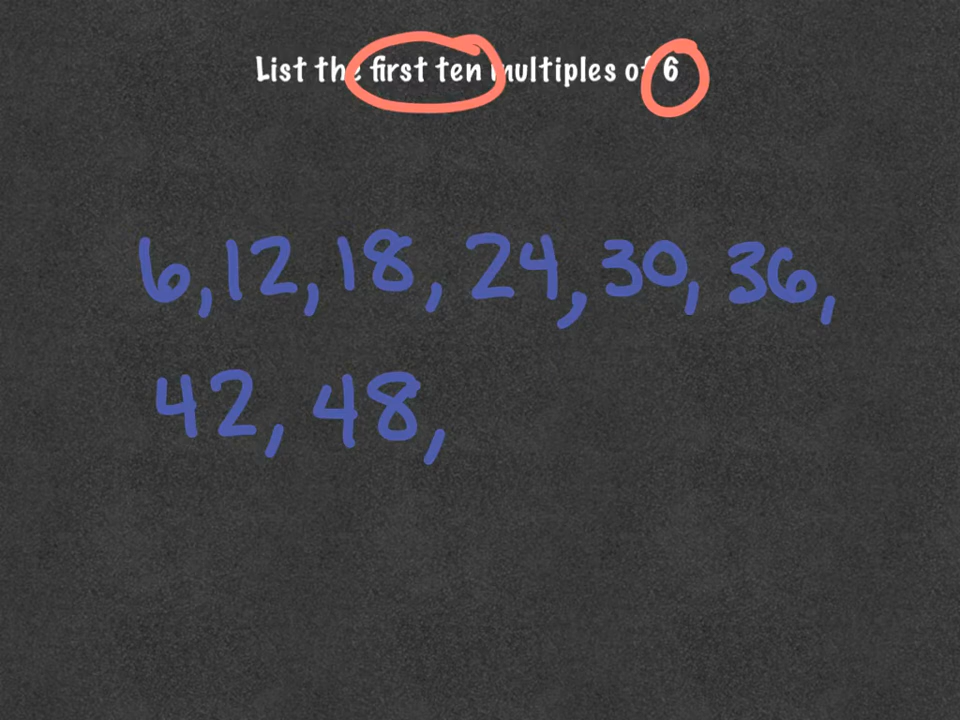 List the first ten multiples of 6
6, 12, 18, 24, 30, 36,
42, 48,